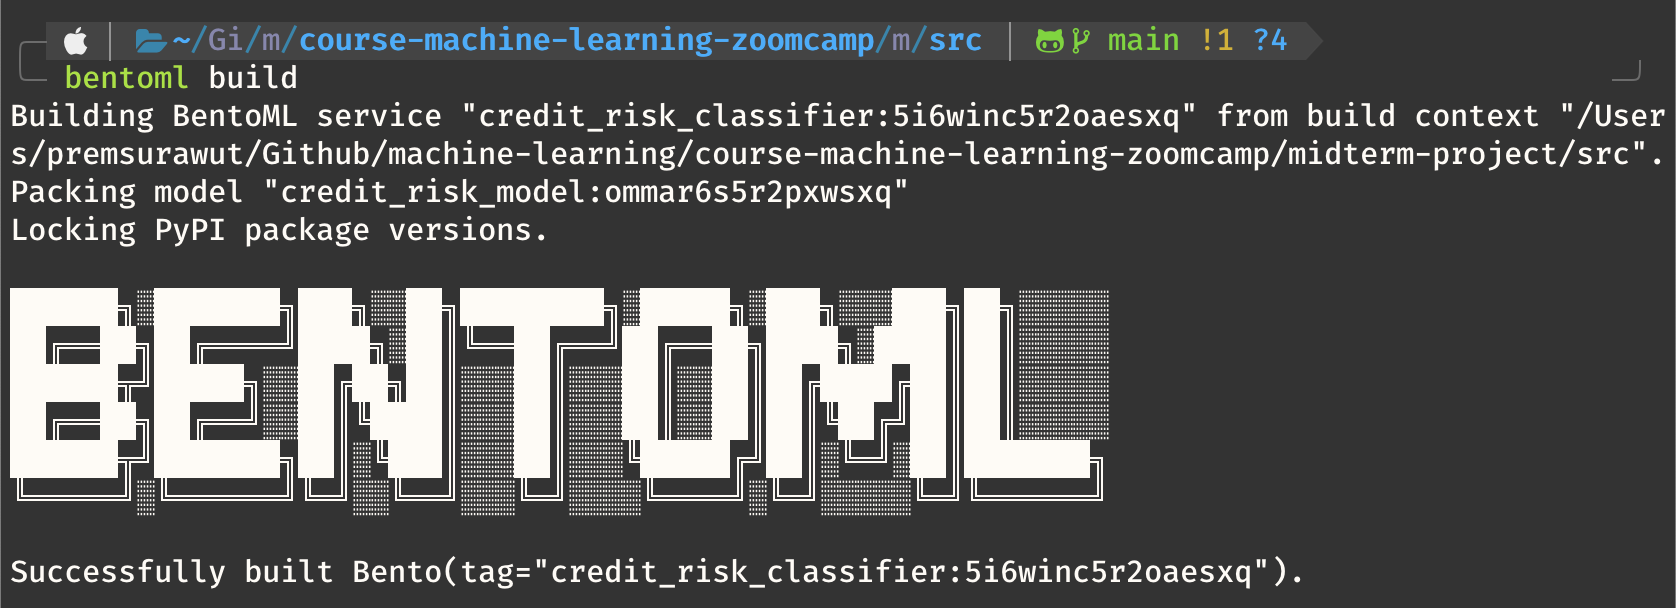 ~/Gi/m/course-machine-learning-zoomcamp/m/src main !1 ?4
bentoml build
Building BentoML service "credit_risk_classifier:5i6winc5r2oaesxq" from build context "/User
s/premsurawut/Github/machine-learning/course-machine-learning-zoomcamp/midterm-project/src".
Packing model "credit_risk_model:ommar6s5r2pxwsxq"
Locking PyPI package versions.
BENTOML
Successfully built Bento(tag="credit_risk_classifier:5i6winc5r2oaesxq").